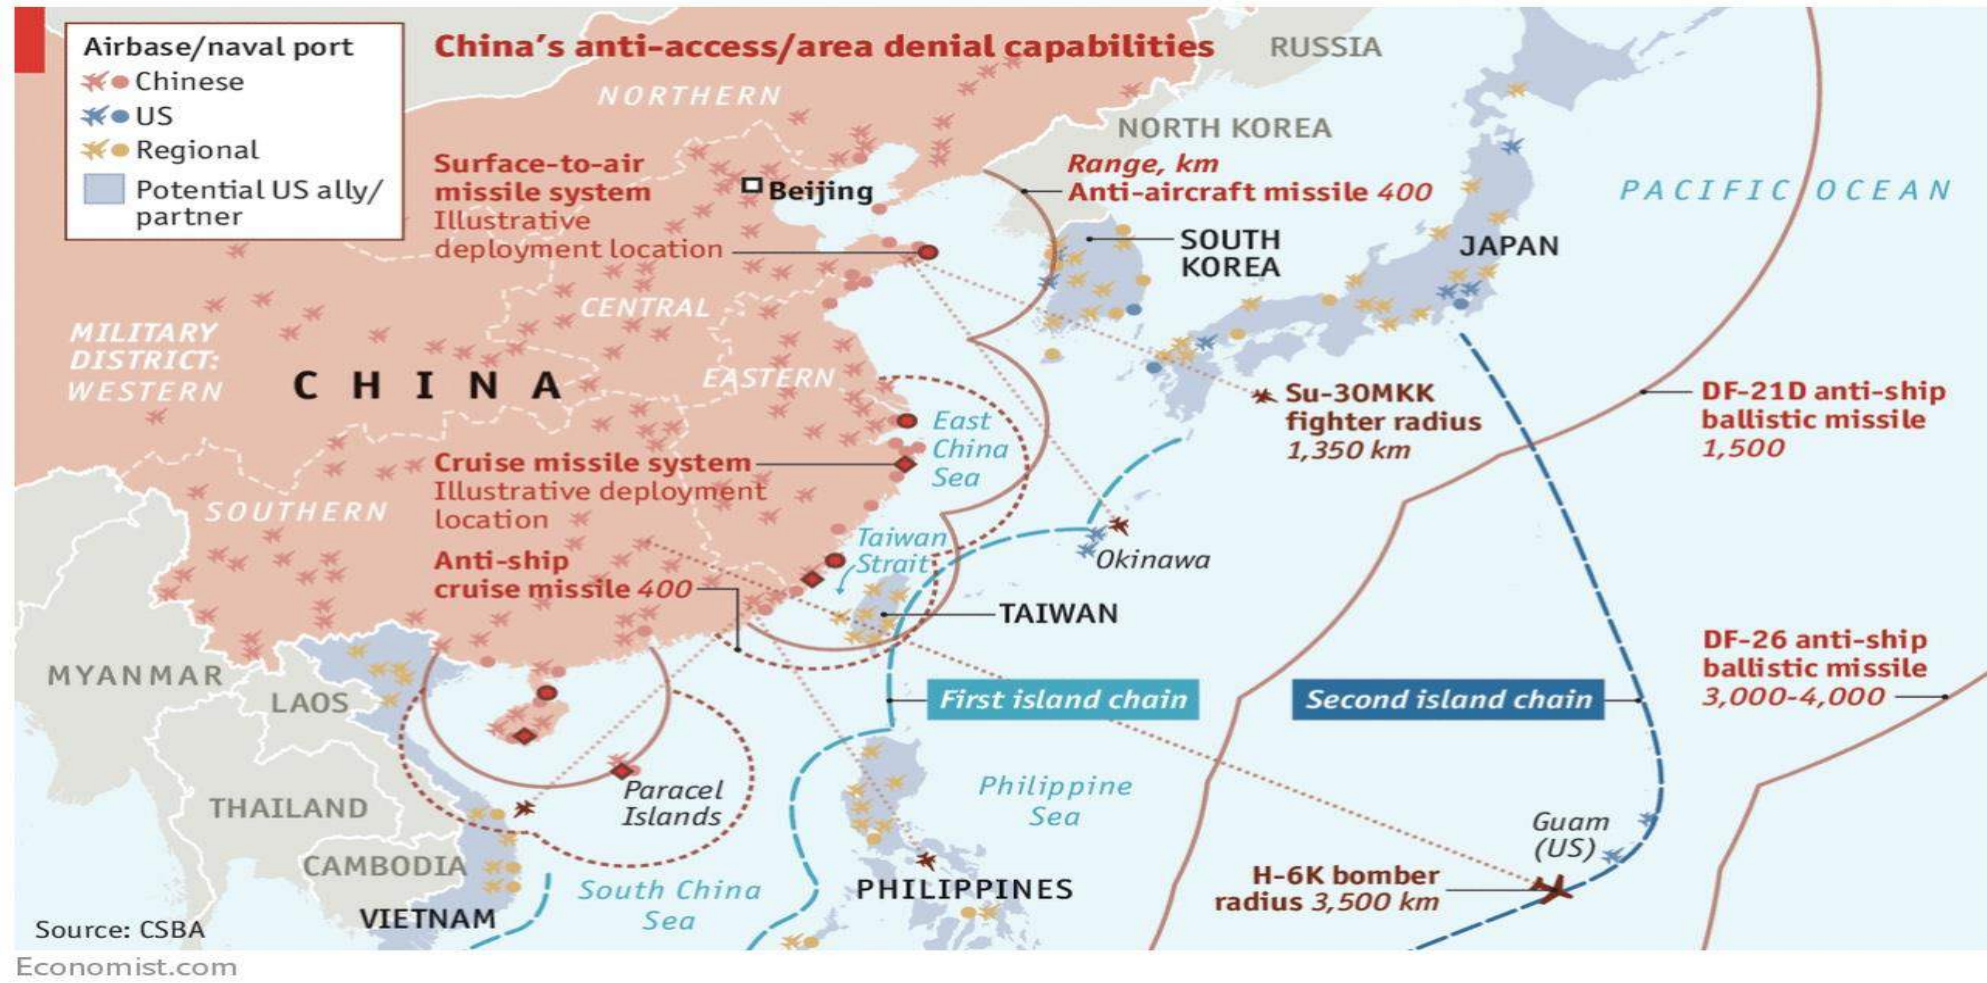 Airbase/naval port
Chinese
US
Regional
Potential US ally/
partner
China's anti-access/area denial capabilities
RUSSIA
NORTHERN
NORTH KOREA
Surface-to-air
missile system
Illustrative
deployment location
Beijing
Range, km
Anti-aircraft missile 400
PACIFIC OCEAN
SOUTH
KOREA
JAPAN
CENTRAL
MILITARY
DISTRICT:
WESTERN
CHINA
EASTERN
Su-30MKK
fighter radius
1,350 km
DF-21D anti-ship
ballistic missile
1,500
East
China
Sea
Cruise missile system
Illustrative deployment
location
SOUTHERN
Taiwan
Strait
Okinawa
Anti-ship
cruise missile 400
TAIWAN
DF-26 anti-ship
ballistic missile
3,000-4,000
MYANMAR
LAOS
First island chain
Second island chain
Paracel
Islands
Philippine
Sea
THAILAND
Guam
(US)
CAMBODIA
South China
Sea
PHILIPPINES
H-6K bomber
radius 3,500 km
VIETNAM
Source: CSBA
Economist.com